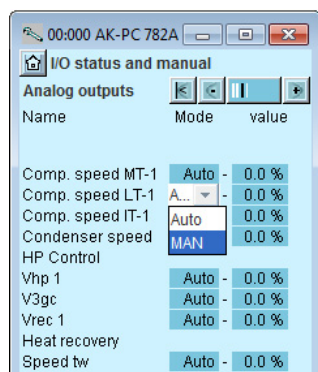 00:000 AK-PC 782A
I/O status and manual
Analog outputs
Name Mode value
Comp. speed MT-1 Auto - 0.0 %
Comp. speed LT-1 A... - 0.0 %
Comp. speed IT-1 Auto 0.0 %
Condenser speed MAN 0.0 %
HP Control
Vhp 1 Auto - 0.0 %
V3gc Auto - 0.0 %
Vrec 1 Auto - 0.0 %
Heat recovery
Speed tw Auto - 0.0 %